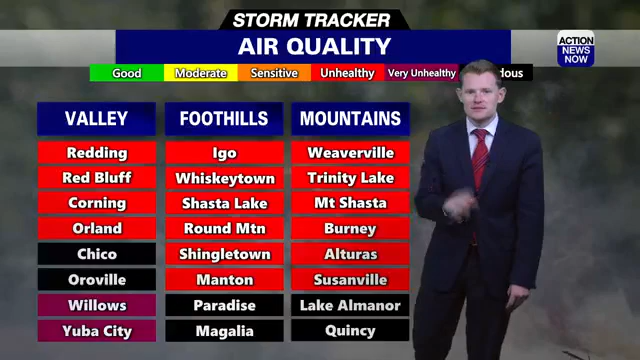 STORM TRACKER
AIR QUALITY
ACTION
NEWS
NOW
Good Moderate Sensitive Unhealthy Very Unhealthy
VALLEY FOOTHILLS MOUNTAINS
Redding Igo Weaverville
Red Bluff Whiskeytown Trinity Lake
Corning Shasta Lake Mt Shasta
Orland Round Mtn Burney
Chico Shingletown Alturas
Oroville Manton Susanville
Willows Paradise Lake Almanor
Yuba City Magalia Quincy